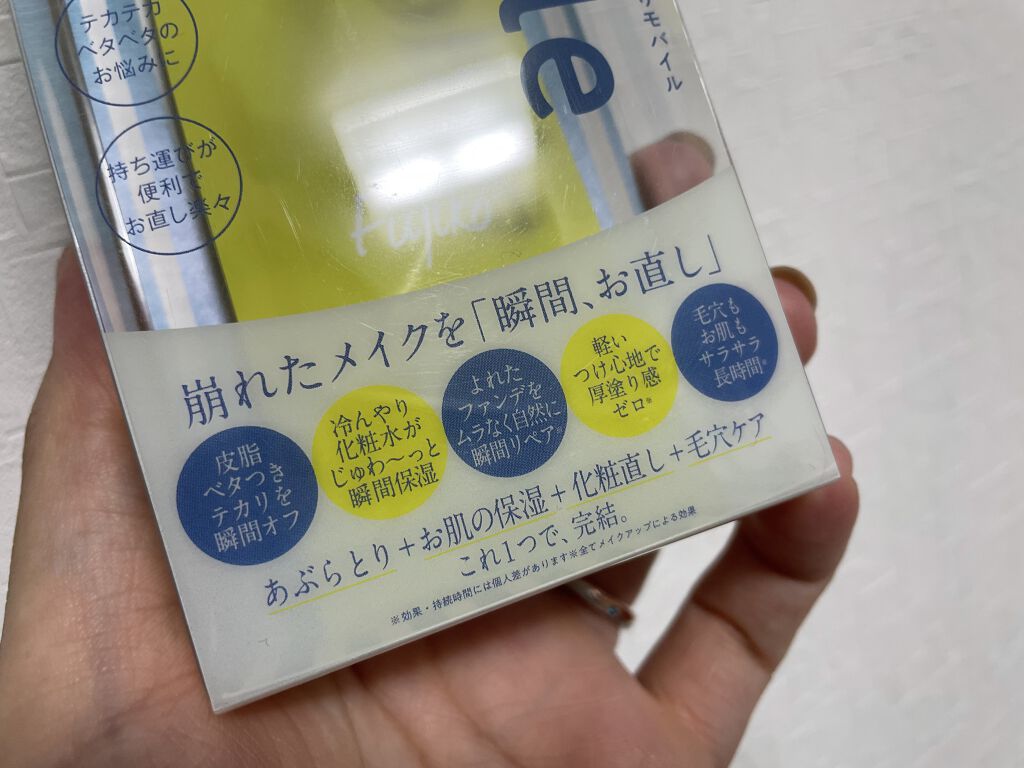 テカテカ
ベタベタの
お悩みに
持ち運びが
便利で
お直し楽々
le
モバイル
Fujiko
崩れたメイクを「瞬間、お直し」
皮脂
ベタつき
テカリを
瞬間オフ
冷んやり
化粧水が
じゅわ〜っと
瞬間保湿
よれた
ファンデを
ムラなく自然に
瞬間リペア※
軽い
つけ心地で
厚塗り感
ゼロ※
毛穴も
お肌も
サラサラ
長時間※
あぶらとり+お肌の保湿+化粧直し+毛穴ケア
これ1つで、完結。
※効果・持続時間には個人差があります※全てメイクアップによる効果